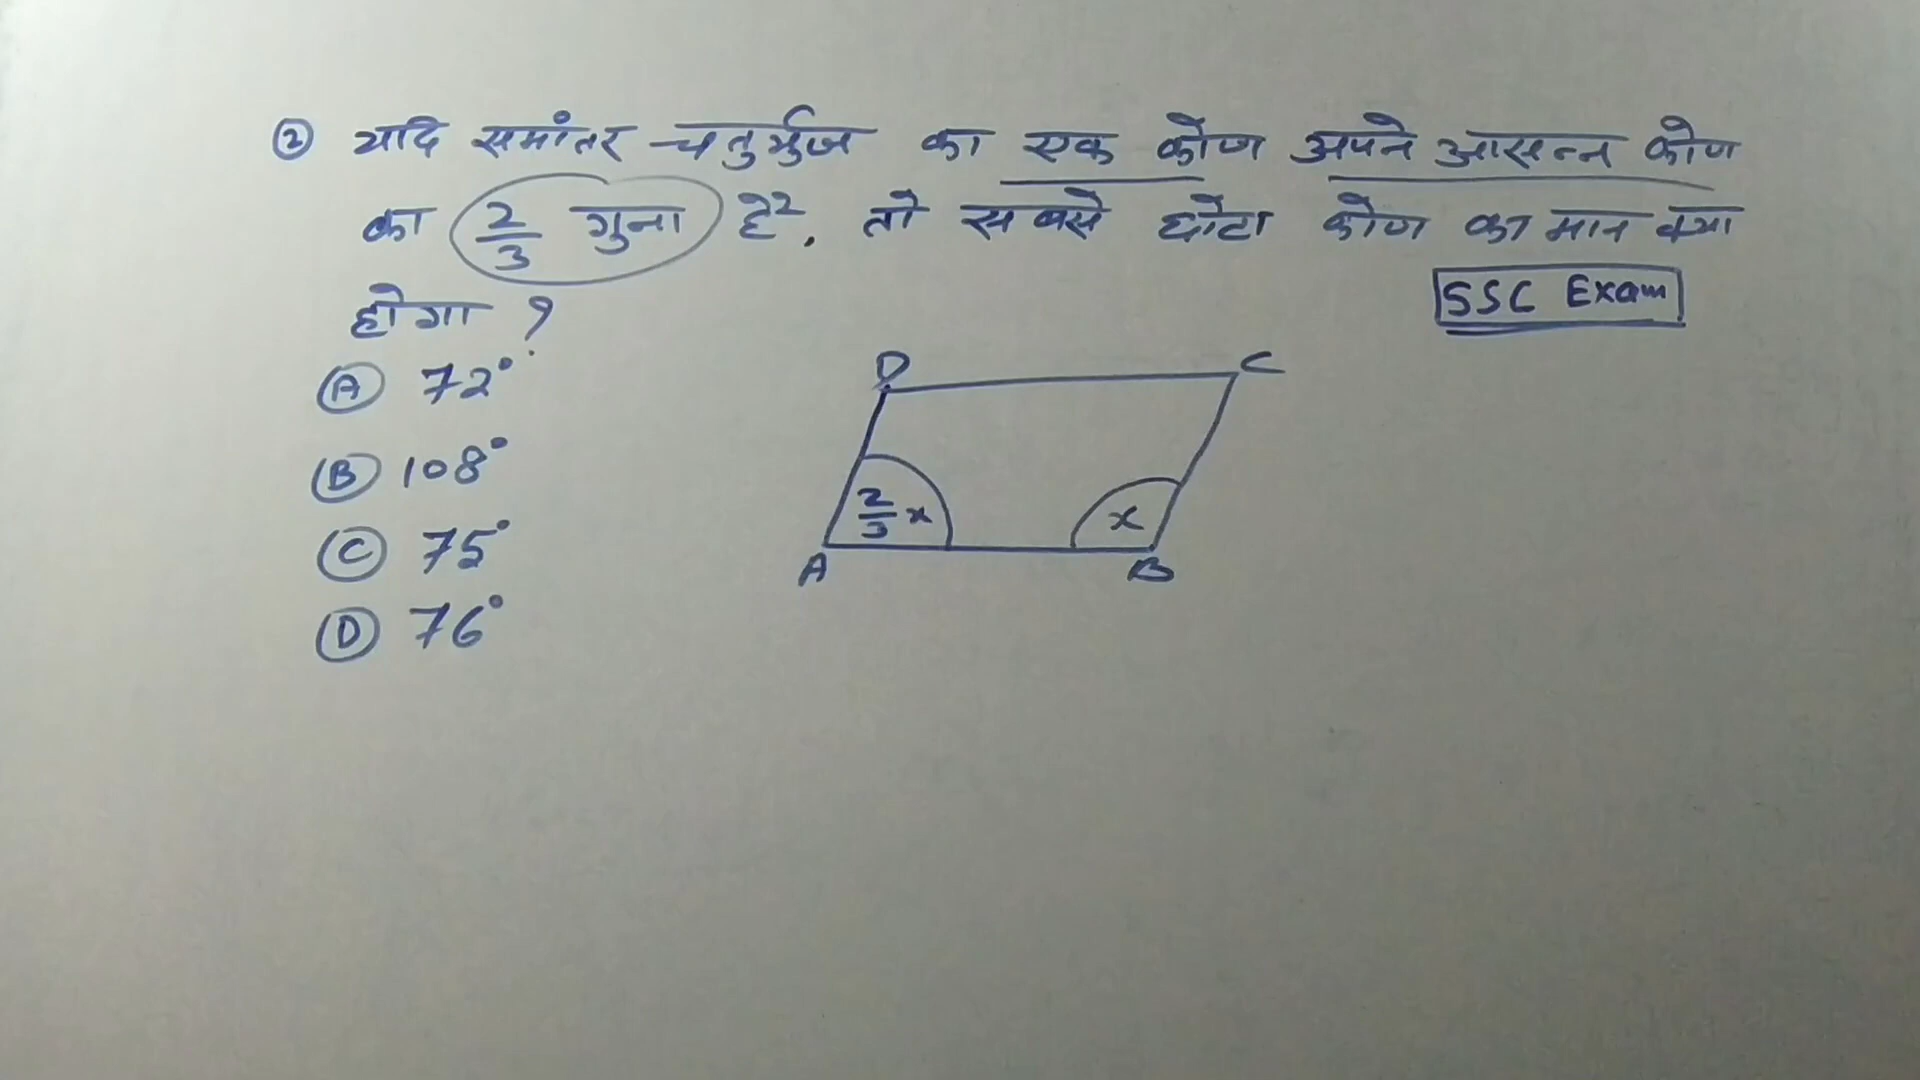 ② यदि समांतर चतुर्भुज का एक कोण अपने आसन्न कोण
का 2/3 गुना है, तो सबसे छोटा कोण का मान क्या
होगा ?
SSC Exam
Ⓐ 72°
Ⓑ 108°
Ⓒ 75°
Ⓓ 76°
D C
2/3 x x
A B